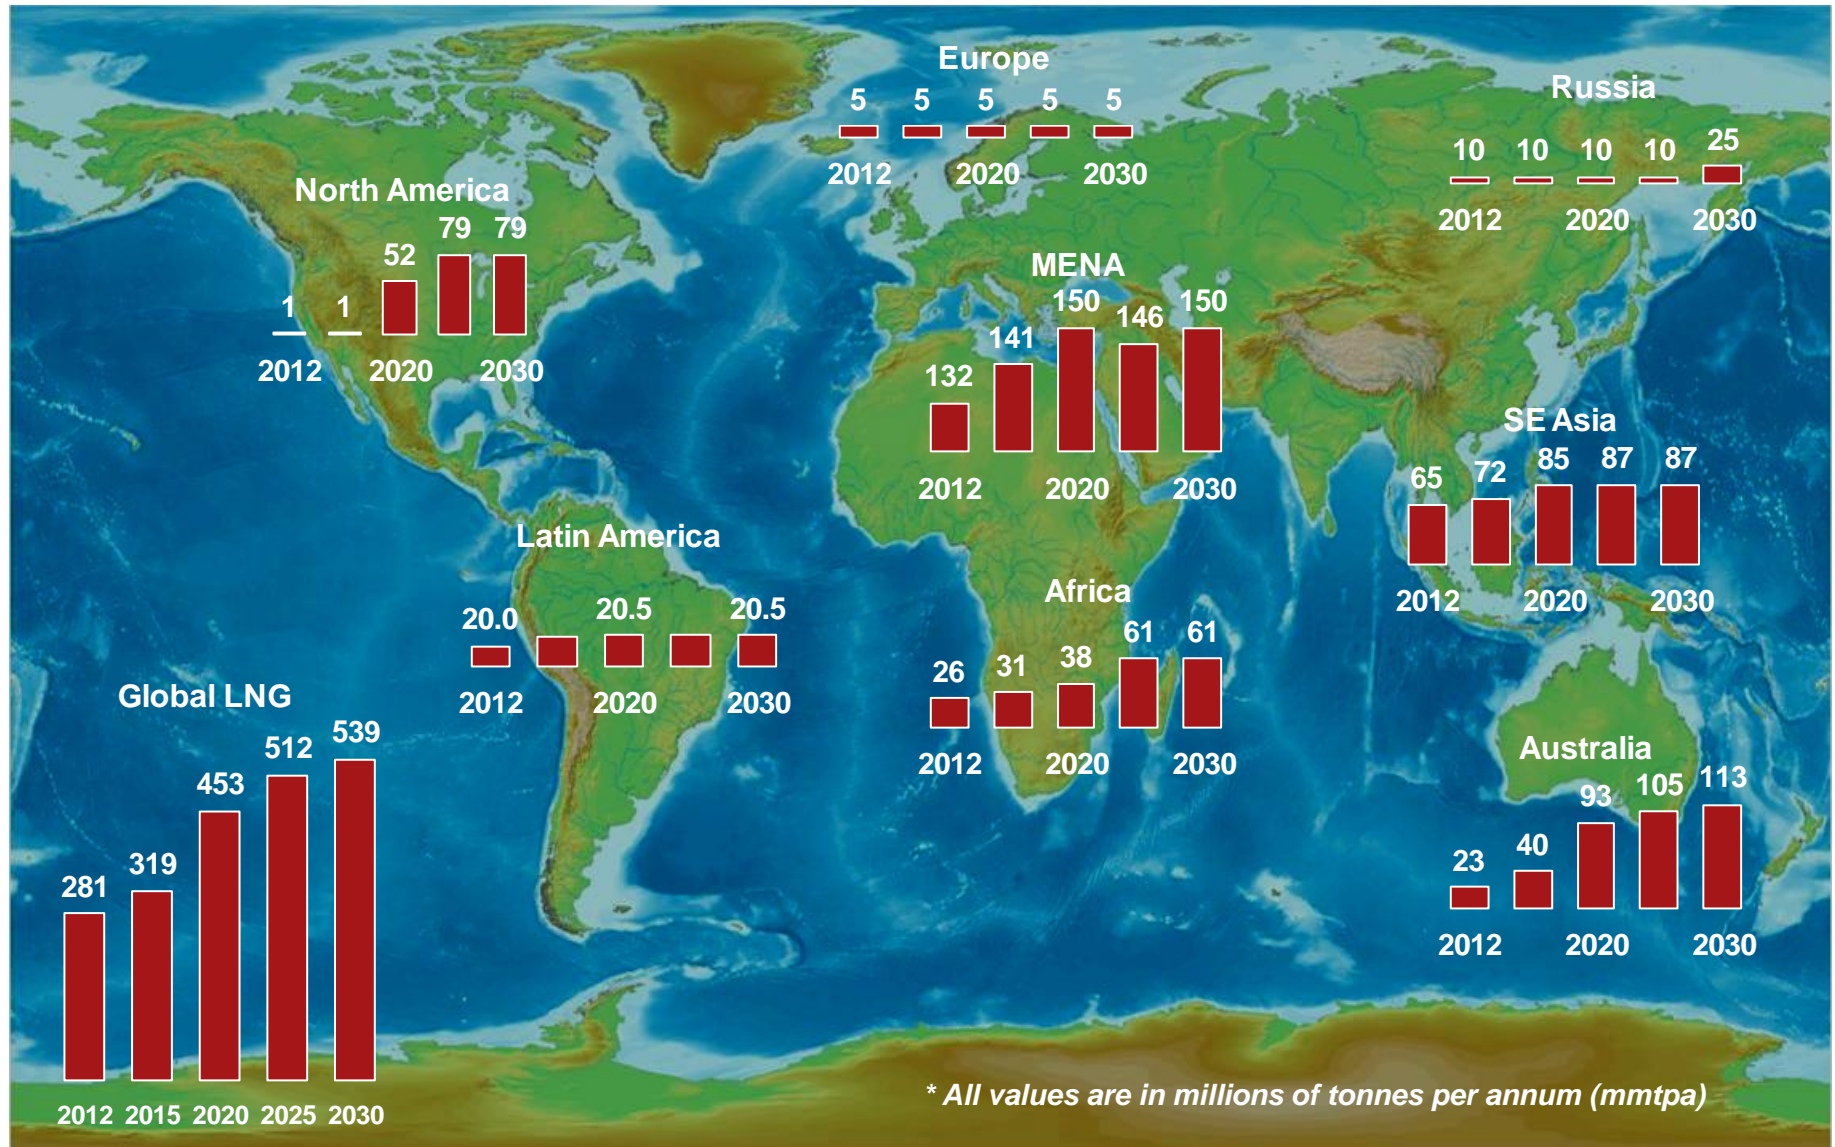 Europe
5 5 5 5 5
2012 2020 2030
Russia
10 10 10 10 25
2012 2020 2030
North America
1 1 52 79 79
2012 2020 2030
MENA
132 141 150 146 150
2012 2020 2030
SE Asia
65 72 85 87 87
2012 2020 2030
Latin America
20.0 20.5 20.5
2012 2020 2030
Africa
26 31 38 61 61
2012 2020 2030
Global LNG
281 319 453 512 539
2012 2015 2020 2025 2030
Australia
23 40 93 105 113
2012 2020 2030
* All values are in millions of tonnes per annum (mmtpa)